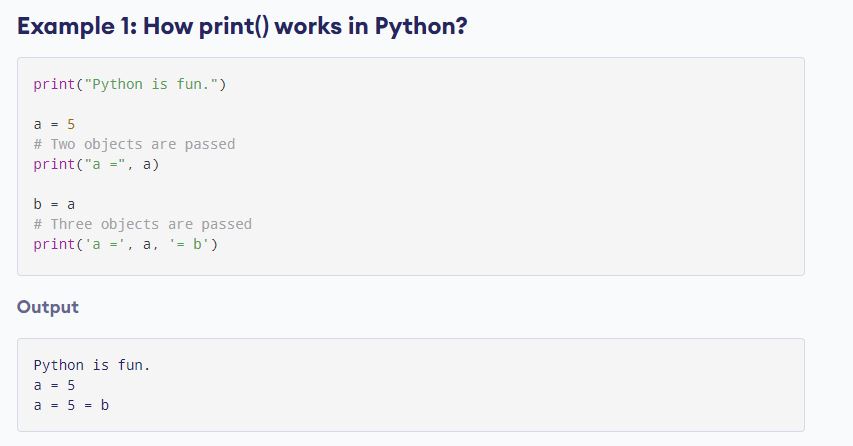 Example 1: How print() works in Python?
print("Python is fun.")
a = 5
# Two objects are passed
print("a =", a)
b = a
# Three objects are passed
print('a =', a, '= b')
Output
Python is fun.
a = 5
a = 5 = b